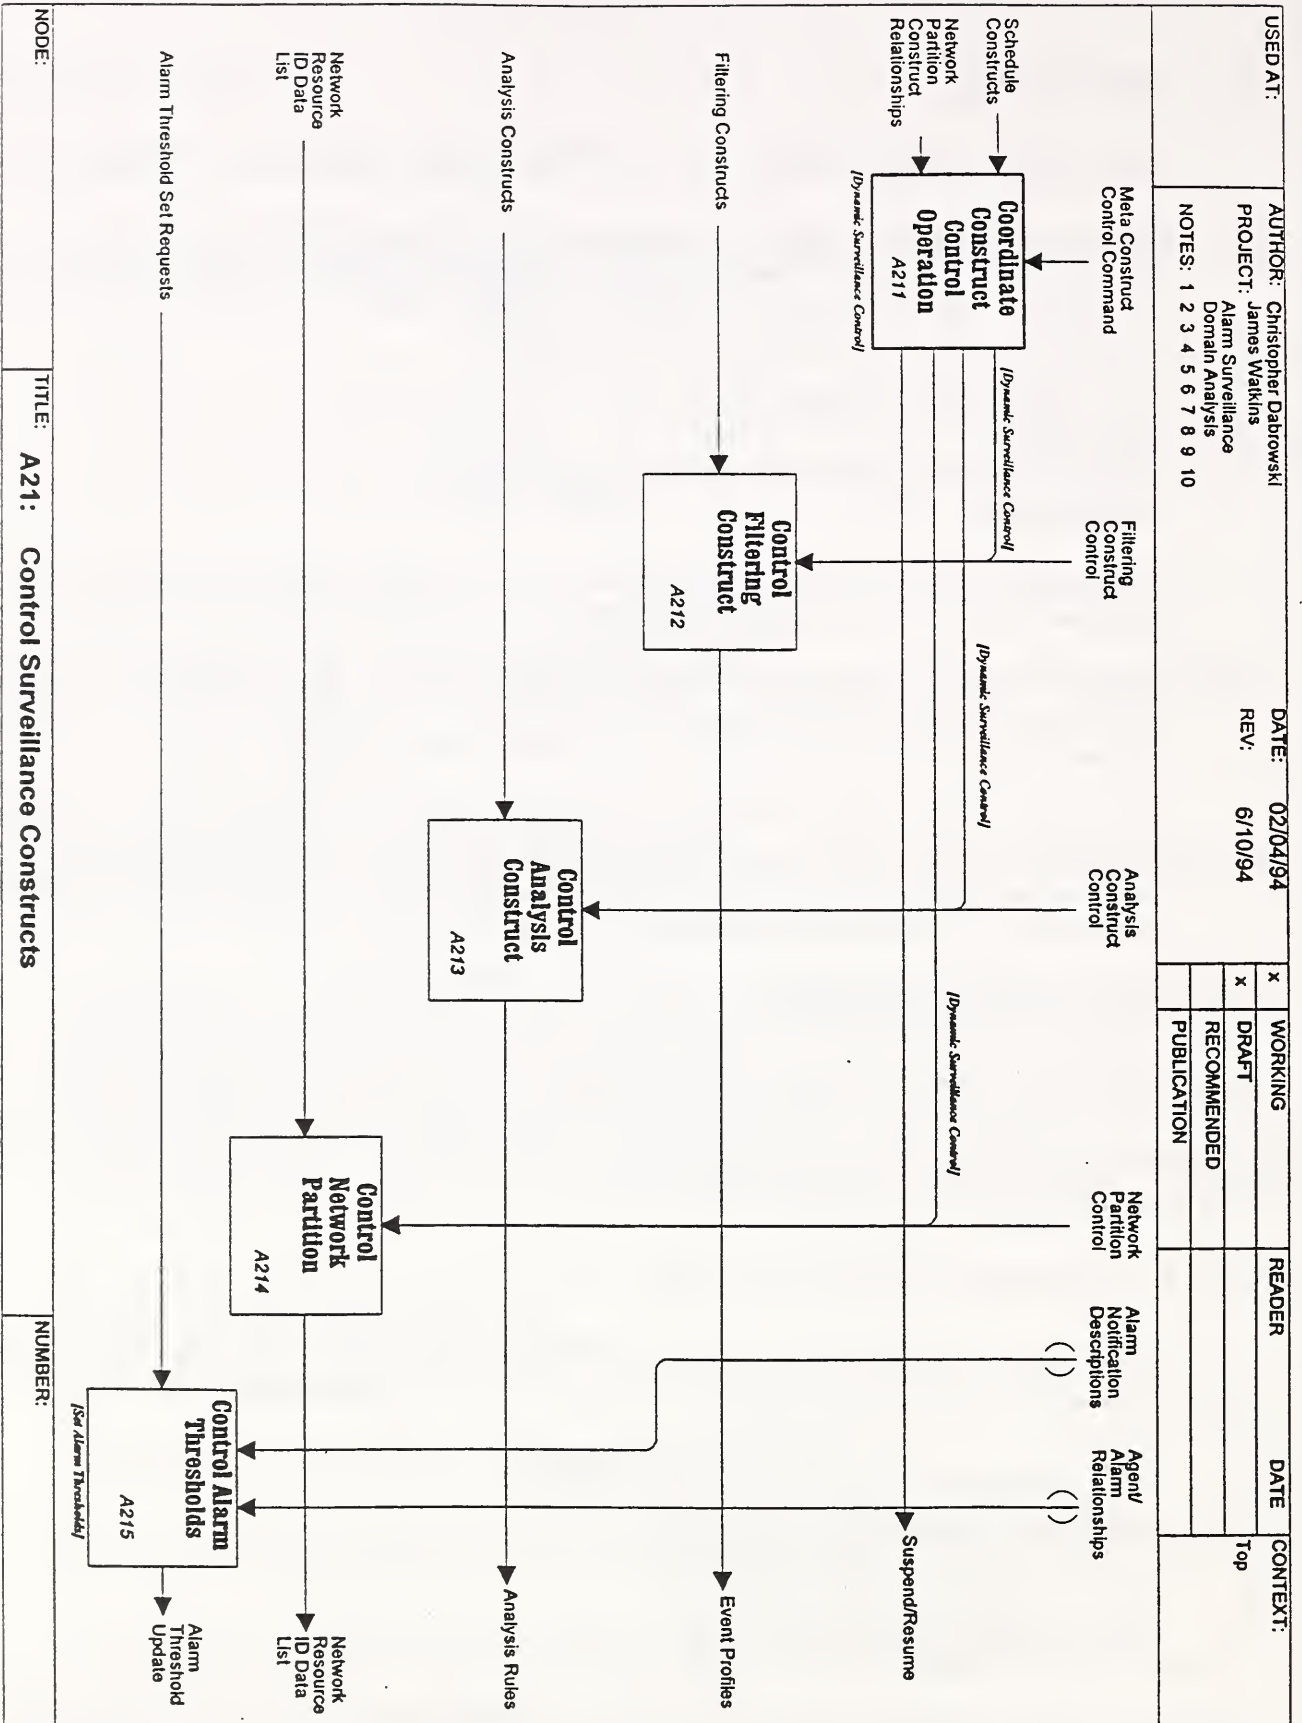 USED AT:
AUTHOR: Christopher Dabrowski
James Watkins
PROJECT: Alarm Surveillance
Domain Analysis
NOTES: 1 2 3 4 5 6 7 8 9 10
DATE: 02/04/94
REV: 6/10/94
x WORKING
x DRAFT
RECOMMENDED
PUBLICATION
READER
DATE
CONTEXT:
Top
Meta Construct
Control Command
Filtering
Construct
Control
Analysis
Construct
Control
Network
Partition
Control
Alarm
Notification
Descriptions
Agent/
Alarm
Relationships
Schedule
Constructs
Network
Partition
Construct
Relationships
Coordinate
Construct
Control
Operation
A211
[Dynamic Surveillance Control]
[Dynamic Surveillance Control]
[Dynamic Surveillance Control]
[Dynamic Surveillance Control]
Suspend/Resume
Filtering Constructs
Control
Filtering
Construct
A212
Event Profiles
Analysis Constructs
Control
Analysis
Construct
A213
Analysis Rules
Network
Resource
ID Data
List
Control
Network
Partition
A214
Network
Resource
ID Data
List
Alarm Threshold Set Requests
Control Alarm
Thresholds
A215
[Set Alarm Thresholds]
Alarm
Threshold
Update
NODE:
TITLE: A21: Control Surveillance Constructs
NUMBER: